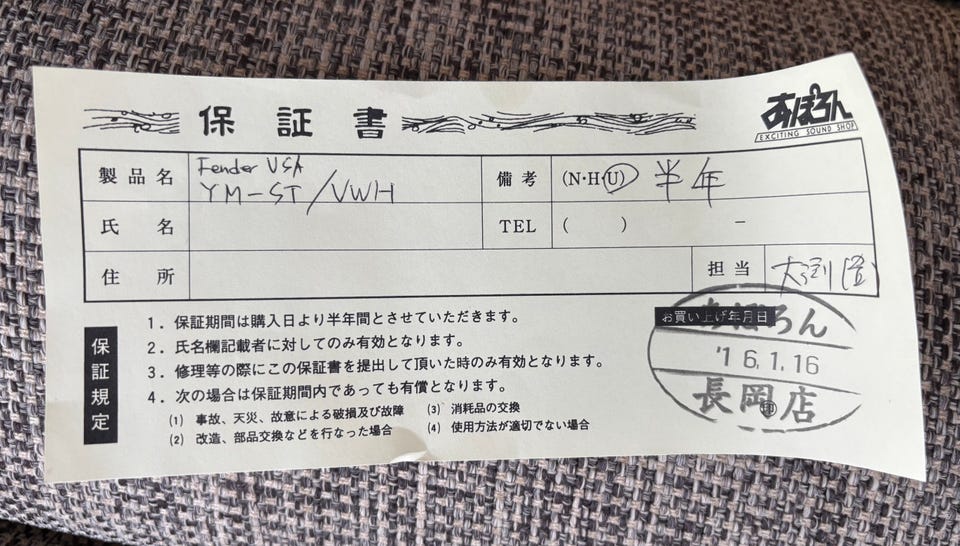 保証書
あぽろん
EXCITING SOUND SHOP
製品名 Fender USA
YM-ST/VWH
備考 (N・H・U) 半年
氏名
TEL ( ) -
住所
担当 大渕
保証規定
1. 保証期間は購入日より半年間とさせていただきます。
2. 氏名欄記載者に対してのみ有効となります。
3. 修理等の際にこの保証書を提出して頂いた時のみ有効となります。
4. 次の場合は保証期間内であっても有償となります。
(1) 事故、天災、故意による破損及び故障
(2) 改造、部品交換などを行なった場合
(3) 消耗品の交換
(4) 使用方法が適切でない場合
お買い上げ年月日
あぽろん
'16.1.16
長岡店